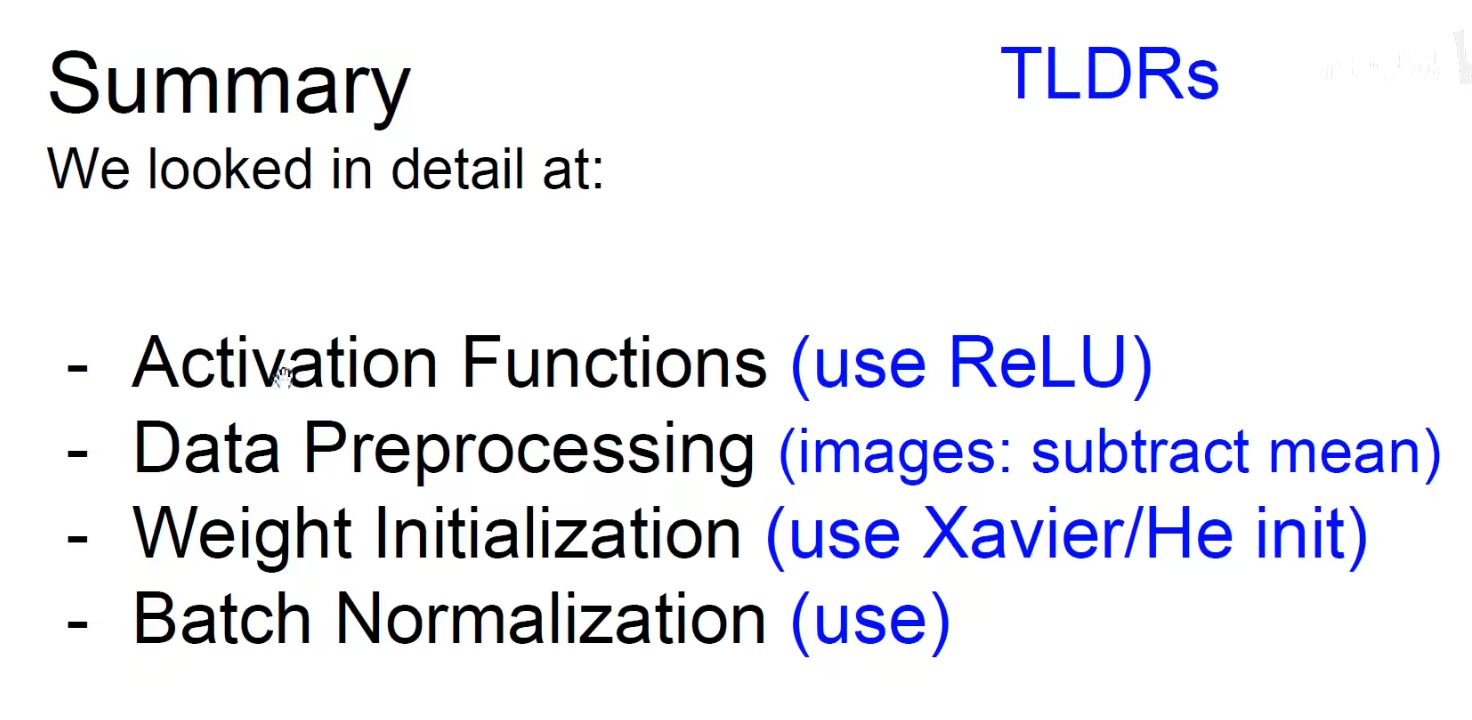 Summary
TLDRs
We looked in detail at:
- Activation Functions (use ReLU)
- Data Preprocessing (images: subtract mean)
- Weight Initialization (use Xavier/He init)
- Batch Normalization (use)